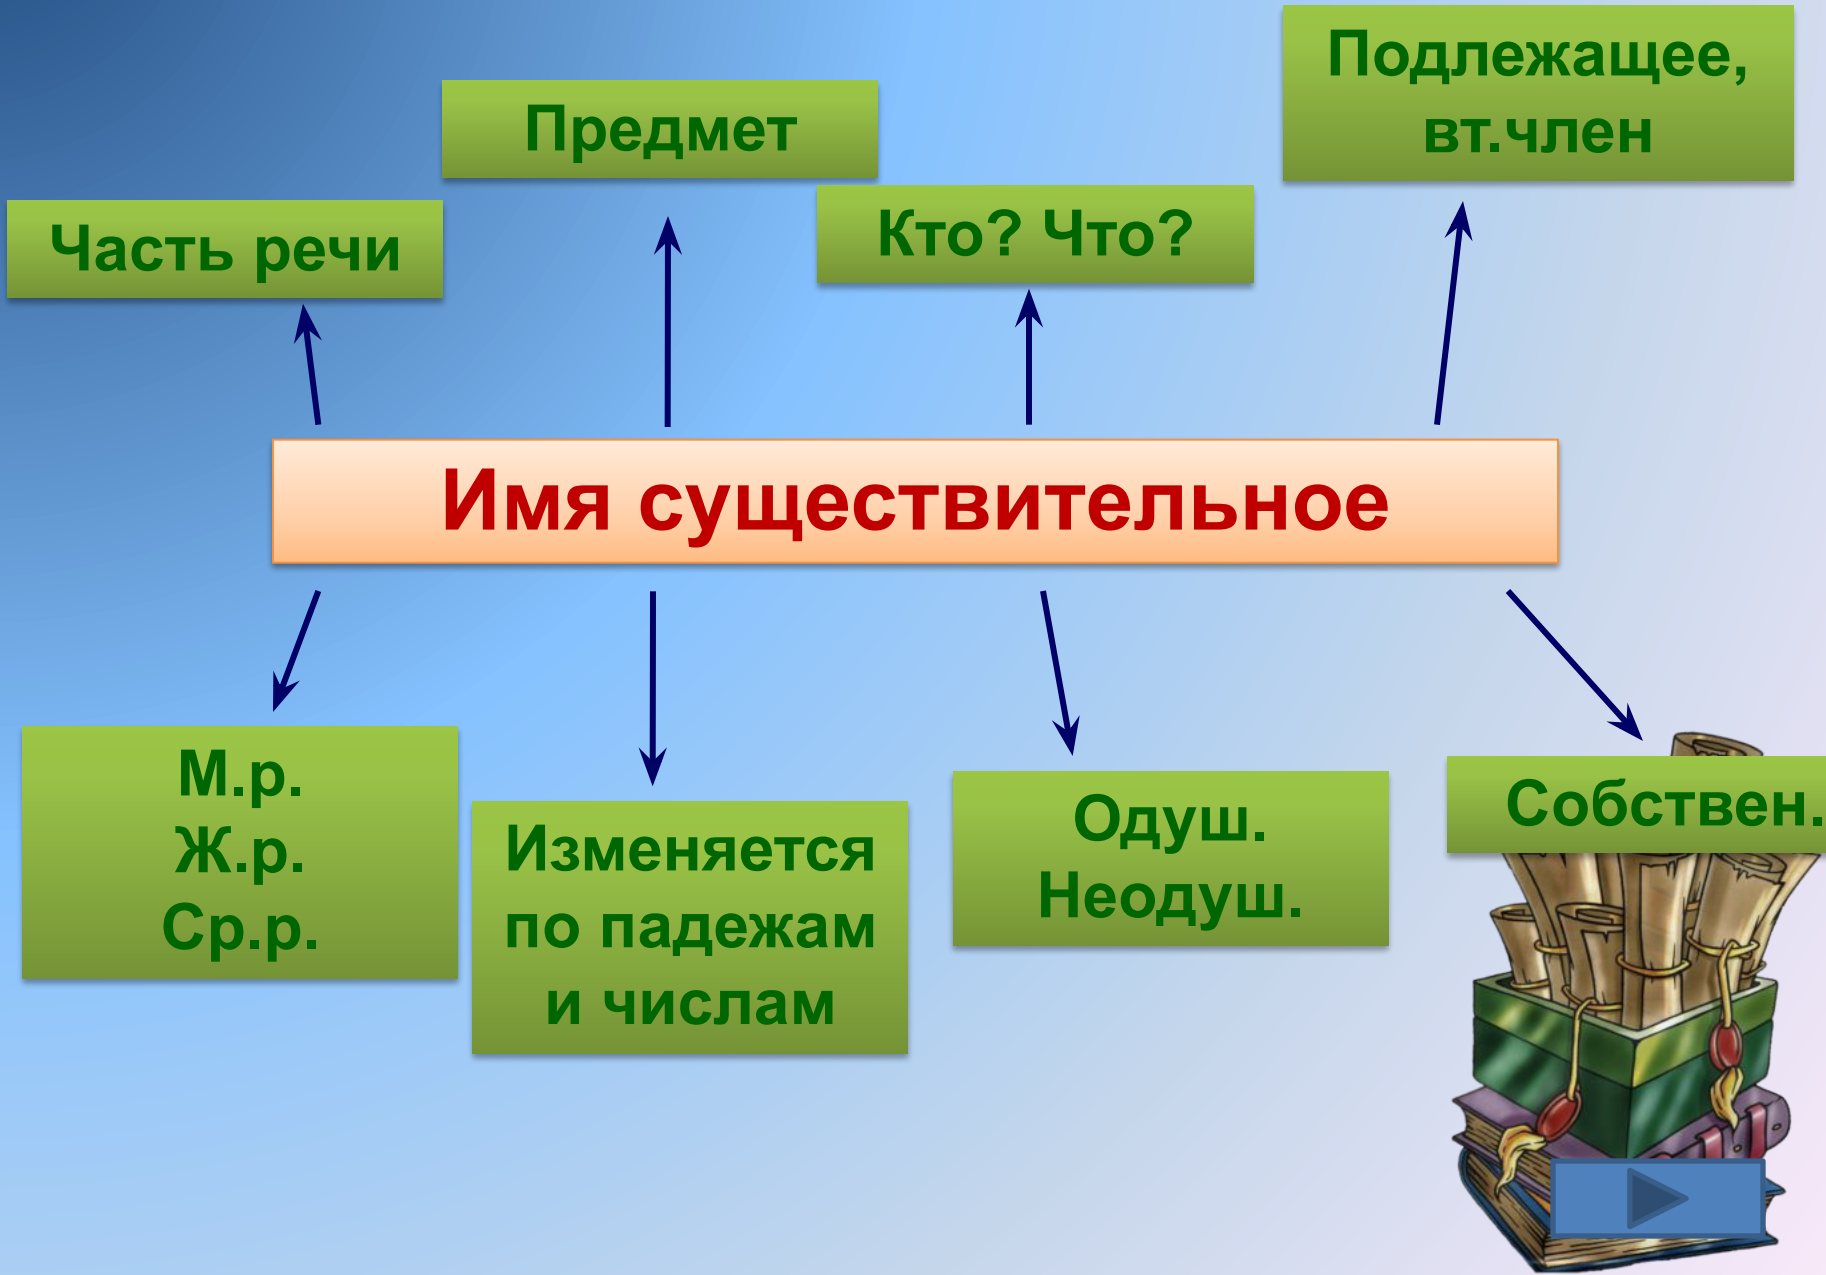 Подлежащее,
вт.член
Предмет
Кто? Что?
Часть речи
Имя существительное
М.р.
Ж.р.
Ср.р.
Изменяется
по падежам
и числам
Одуш.
Неодуш.
Собствен.